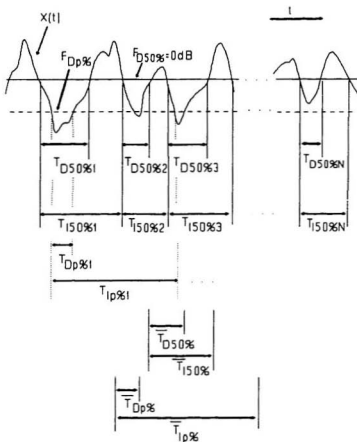 X(t)
t
F_Dp%
F_D50%=0dB
T_D50%1
T_D50%2
T_D50%3
T_D50%N
T_I50%1
T_I50%2
T_I50%3
T_I50%N
T_Dp%1
T_Ip%1
T̅_D50%
T̅_I50%
T̅_Dp%
T̅_Ip%